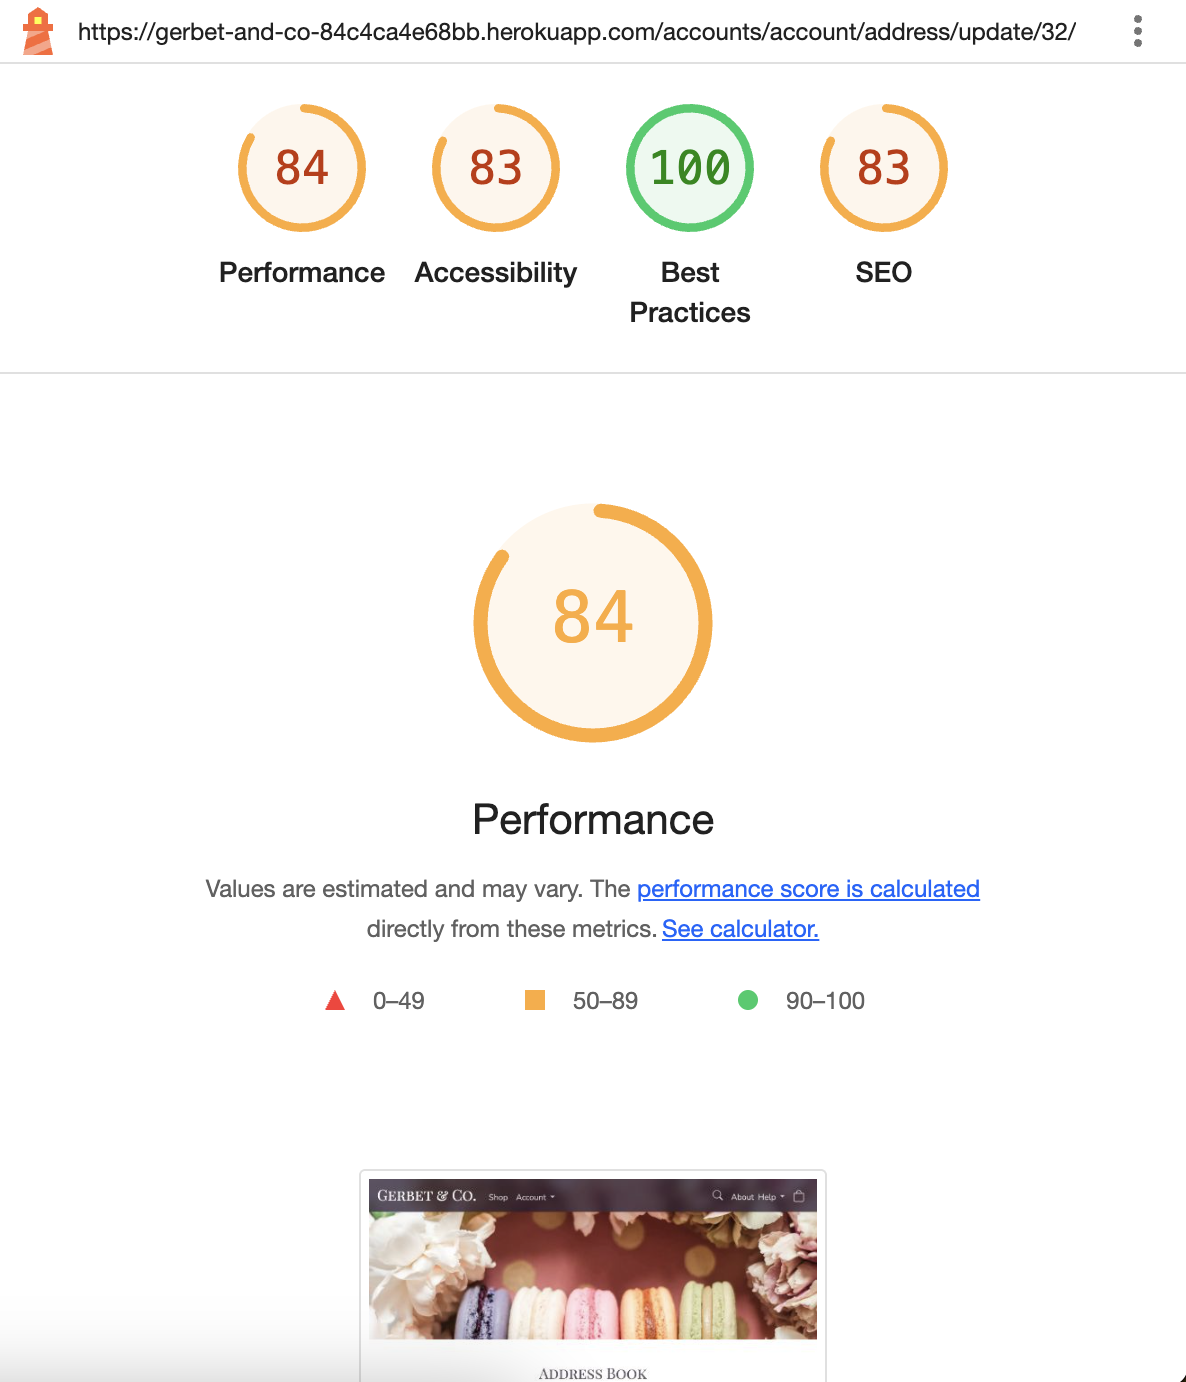 https://gerbet-and-co-84c4ca4e68bb.herokuapp.com/accounts/account/address/update/32/
84 83 100 83
Performance Accessibility Best Practices SEO
84
Performance
Values are estimated and may vary. The performance score is calculated
directly from these metrics. See calculator.
0–49 50–89 90–100
GERBET & CO. Shop Account About Help
ADDRESS BOOK